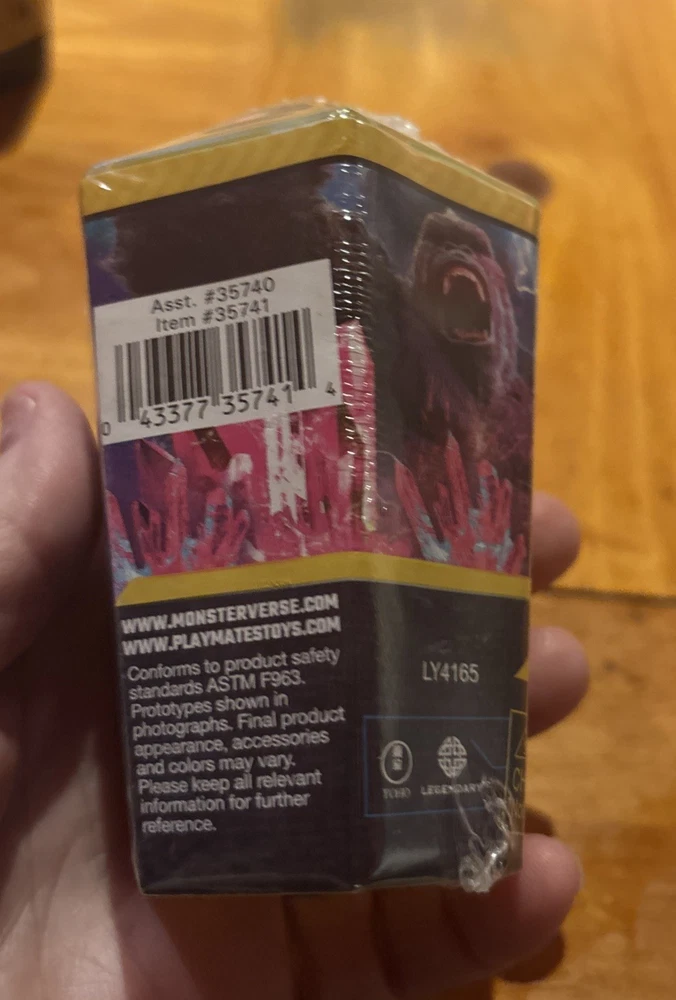 Asst. #35740
Item #35741
0 43377 35741 4
WWW.MONSTERVERSE.COM
WWW.PLAYMATESTOYS.COM
Conforms to product safety
standards ASTM F963.
Prototypes shown in
photographs. Final product
appearance, accessories
and colors may vary.
Please keep all relevant
information for further
reference.
LY4165
TOHO
LEGENDARY